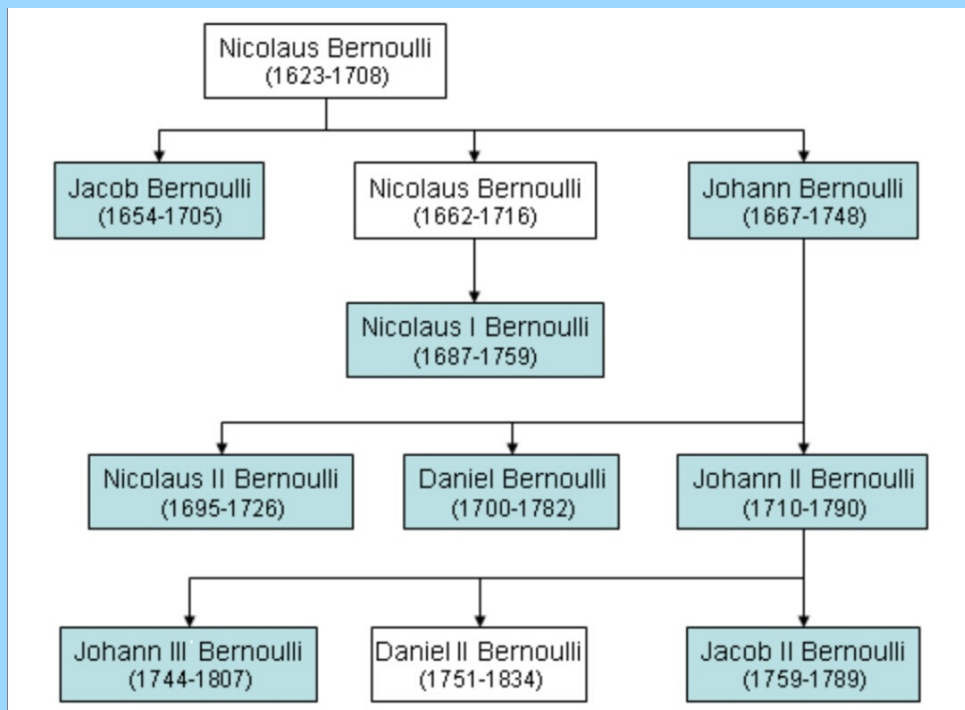 Nicolaus Bernoulli
(1623-1708)
Jacob Bernoulli
(1654-1705)
Nicolaus Bernoulli
(1662-1716)
Johann Bernoulli
(1667-1748)
Nicolaus I Bernoulli
(1687-1759)
Nicolaus II Bernoulli
(1695-1726)
Daniel Bernoulli
(1700-1782)
Johann II Bernoulli
(1710-1790)
Johann III Bernoulli
(1744-1807)
Daniel II Bernoulli
(1751-1834)
Jacob II Bernoulli
(1759-1789)